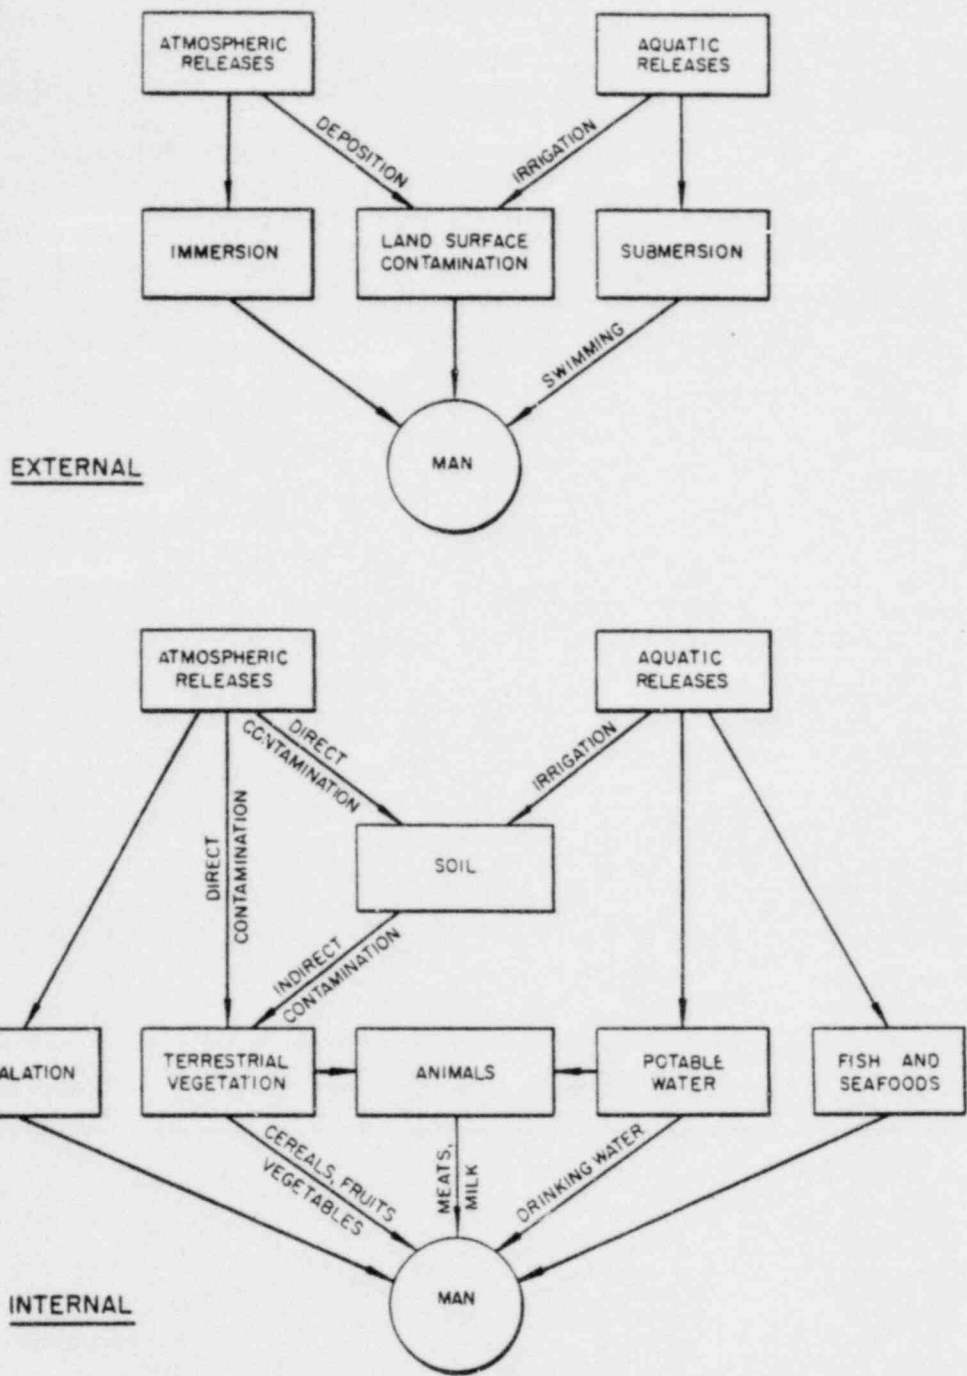 ATMOSPHERIC
RELEASES
AQUATIC
RELEASES
DEPOSITION
IRRIGATION
IMMERSION
LAND SURFACE
CONTAMINATION
SUBMERSION
SWIMMING
MAN
EXTERNAL
ATMOSPHERIC
RELEASES
AQUATIC
RELEASES
DIRECT
CONTAMINATION
IRRIGATION
DIRECT
CONTAMINATION
SOIL
INDIRECT
CONTAMINATION
ALATION
TERRESTRIAL
VEGETATION
ANIMALS
POTABLE
WATER
FISH AND
SEAFOODS
CEREALS, FRUITS
VEGETABLES
MEATS,
MILK
DRINKING WATER
MAN
INTERNAL